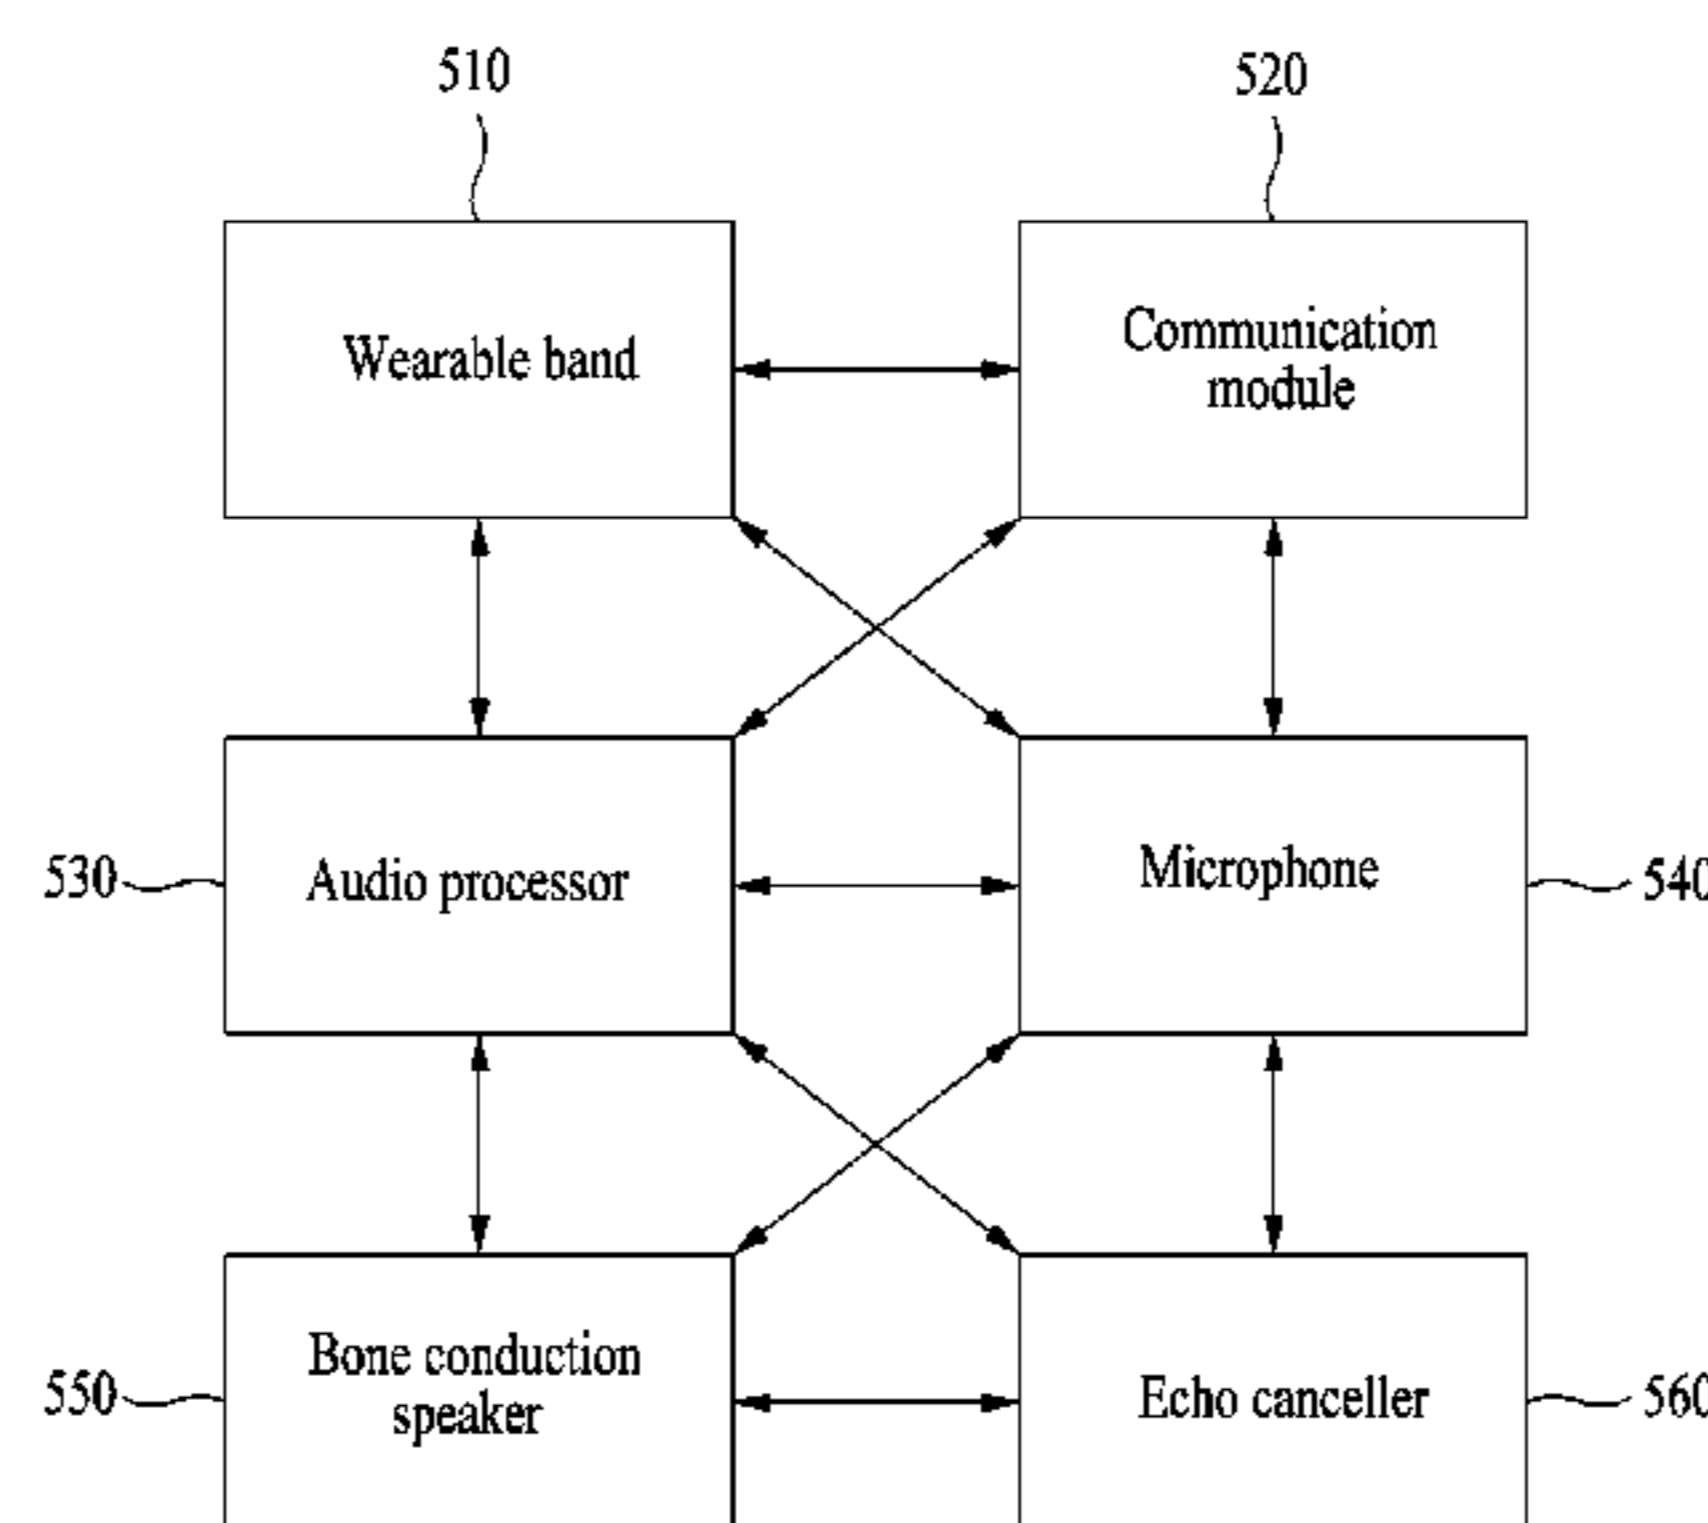 510
520
Wearable band
Communication
module
530
Audio processor
Microphone
540
550
Bone conduction
speaker
Echo canceller
560